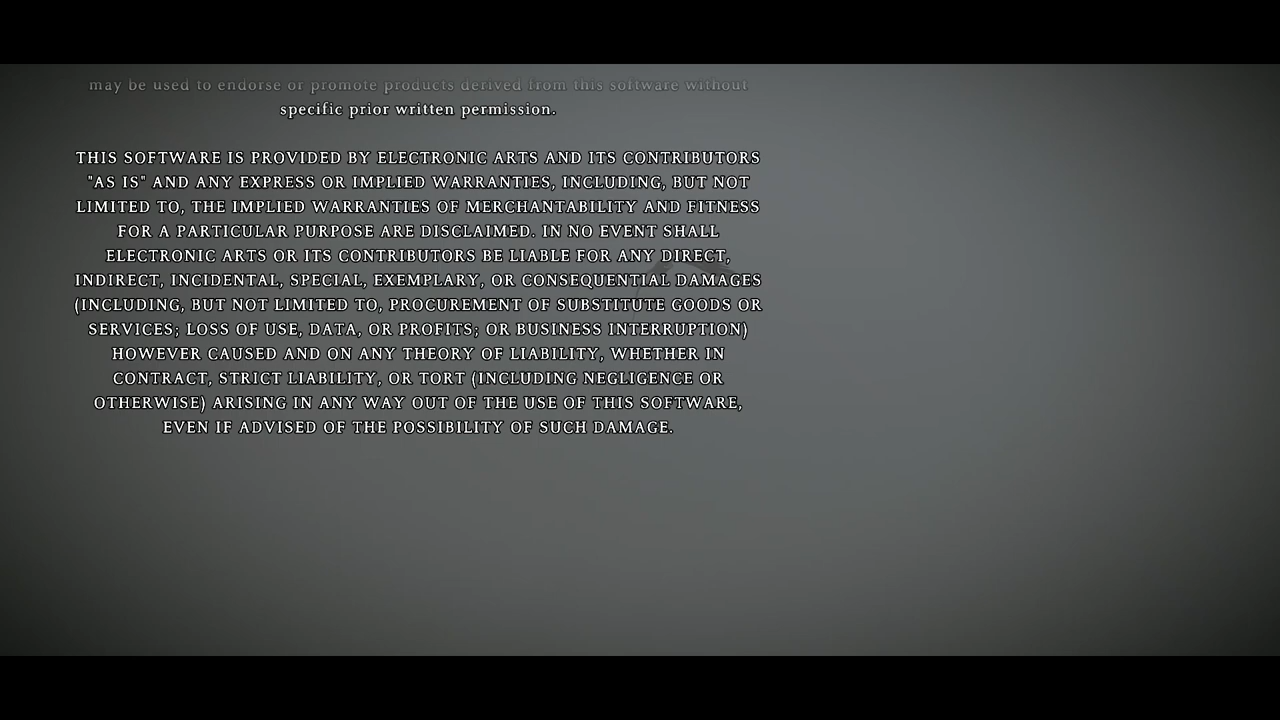 may be used to endorse or promote products derived from this software without
specific prior written permission.
THIS SOFTWARE IS PROVIDED BY ELECTRONIC ARTS AND ITS CONTRIBUTORS
"AS IS" AND ANY EXPRESS OR IMPLIED WARRANTIES, INCLUDING, BUT NOT
LIMITED TO, THE IMPLIED WARRANTIES OF MERCHANTABILITY AND FITNESS
FOR A PARTICULAR PURPOSE ARE DISCLAIMED. IN NO EVENT SHALL
ELECTRONIC ARTS OR ITS CONTRIBUTORS BE LIABLE FOR ANY DIRECT,
INDIRECT, INCIDENTAL, SPECIAL, EXEMPLARY, OR CONSEQUENTIAL DAMAGES
(INCLUDING, BUT NOT LIMITED TO, PROCUREMENT OF SUBSTITUTE GOODS OR
SERVICES; LOSS OF USE, DATA, OR PROFITS; OR BUSINESS INTERRUPTION)
HOWEVER CAUSED AND ON ANY THEORY OF LIABILITY, WHETHER IN
CONTRACT, STRICT LIABILITY, OR TORT (INCLUDING NEGLIGENCE OR
OTHERWISE) ARISING IN ANY WAY OUT OF THE USE OF THIS SOFTWARE,
EVEN IF ADVISED OF THE POSSIBILITY OF SUCH DAMAGE.